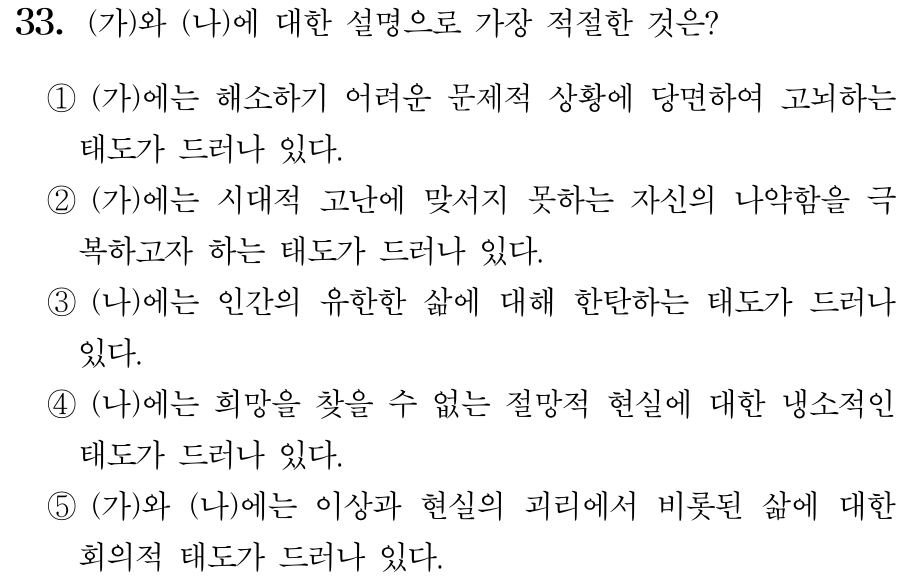 33. (가)와 (나)에 대한 설명으로 가장 적절한 것은?
① (가)에는 해소하기 어려운 문제적 상황에 당면하여 고뇌하는
태도가 드러나 있다.
② (가)에는 시대적 고난에 맞서지 못하는 자신의 나약함을 극
복하고자 하는 태도가 드러나 있다.
③ (나)에는 인간의 유한한 삶에 대해 한탄하는 태도가 드러나
있다.
④ (나)에는 희망을 찾을 수 없는 절망적 현실에 대한 냉소적인
태도가 드러나 있다.
⑤ (가)와 (나)에는 이상과 현실의 괴리에서 비롯된 삶에 대한
회의적 태도가 드러나 있다.